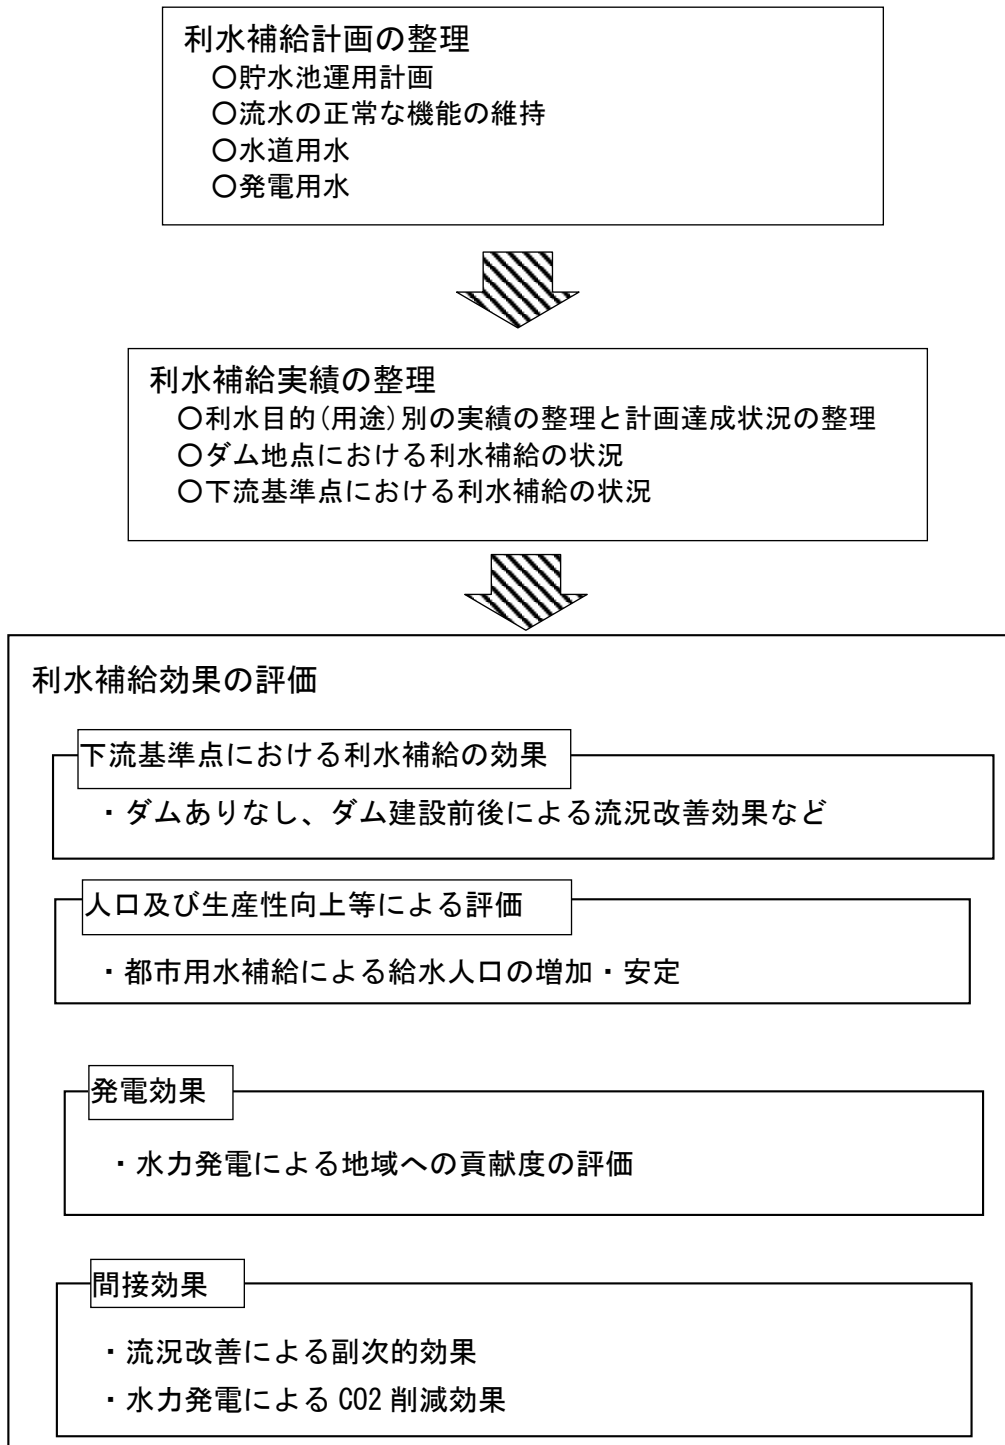 利水補給計画の整理
○貯水池運用計画
○流水の正常な機能の維持
○水道用水
○発電用水
利水補給実績の整理
○利水目的(用途)別の実績の整理と計画達成状況の整理
○ダム地点における利水補給の状況
○下流基準点における利水補給の状況
利水補給効果の評価
下流基準点における利水補給の効果
・ダムありなし、ダム建設前後による流況改善効果など
人口及び生産性向上等による評価
・都市用水補給による給水人口の増加・安定
発電効果
・水力発電による地域への貢献度の評価
間接効果
・流況改善による副次的効果
・水力発電による CO2 削減効果